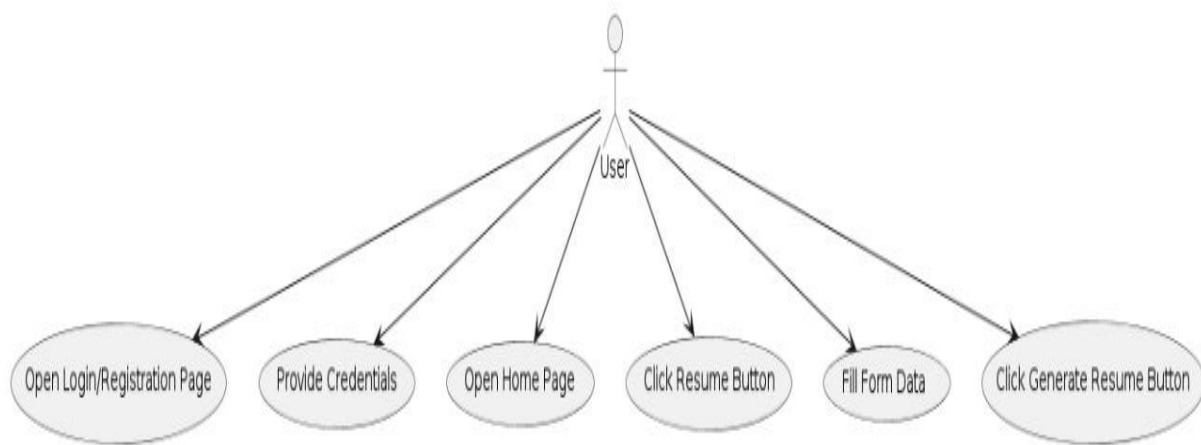 User
Open Login/Registration Page
Provide Credentials
Open Home Page
Click Resume Button
Fill Form Data
Click Generate Resume Button